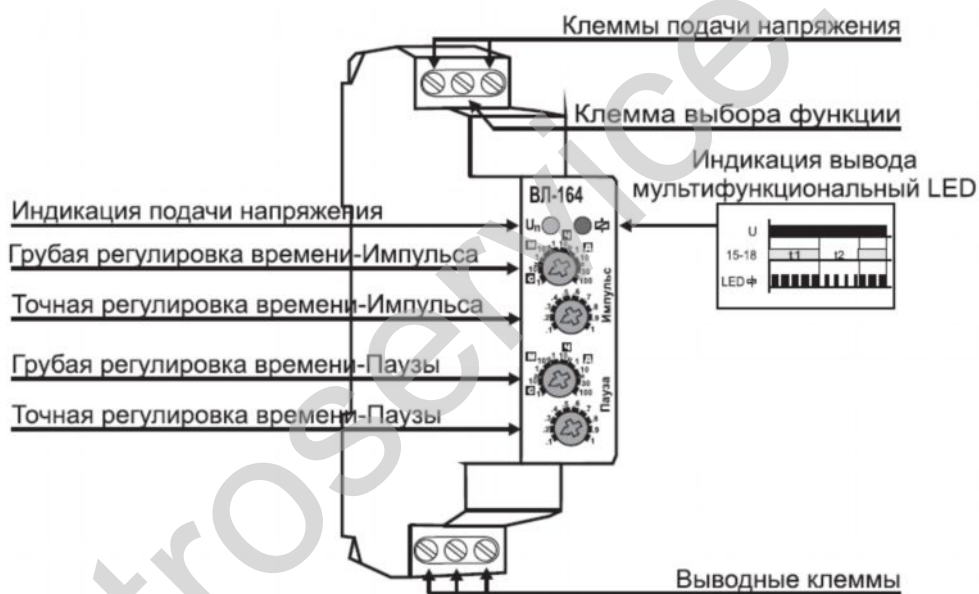 Клеммы подачи напряжения
Клемма выбора функции
Индикация вывода
мультифункциональный LED
ВЛ-164
Индикация подачи напряжения
Uп
U
15-18 t1 t2
LED
Грубая регулировка времени-Импульса
Точная регулировка времени-Импульса
Импульс
Грубая регулировка времени-Паузы
Точная регулировка времени-Паузы
Пауза
Выводные клеммы
troservice.